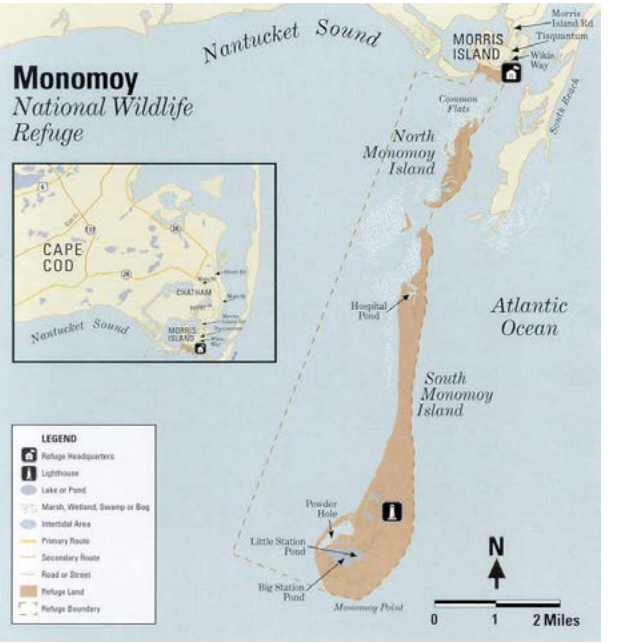 Monomoy
National Wildlife
Refuge
Nantucket Sound
MORRIS
ISLAND
Morris
Island Rd
Tisquantum
Wikis
Way
South Beach
Common
Flats
North
Monomoy
Island
Atlantic
Ocean
Hospital
Pond
South
Monomoy
Island
Powder
Hole
Little Station
Pond
Big Station
Pond
Monomoy Point
N
0 1 2 Miles
CAPE
COD
6
28
CHATHAM
MORRIS
ISLAND
Nantucket Sound
LEGEND
Refuge Headquarters
Lighthouse
Lake or Pond
Marsh, Wetland, Swamp or Bog
Intertidal Area
Primary Route
Secondary Route
Road or Street
Refuge Land
Refuge Boundary